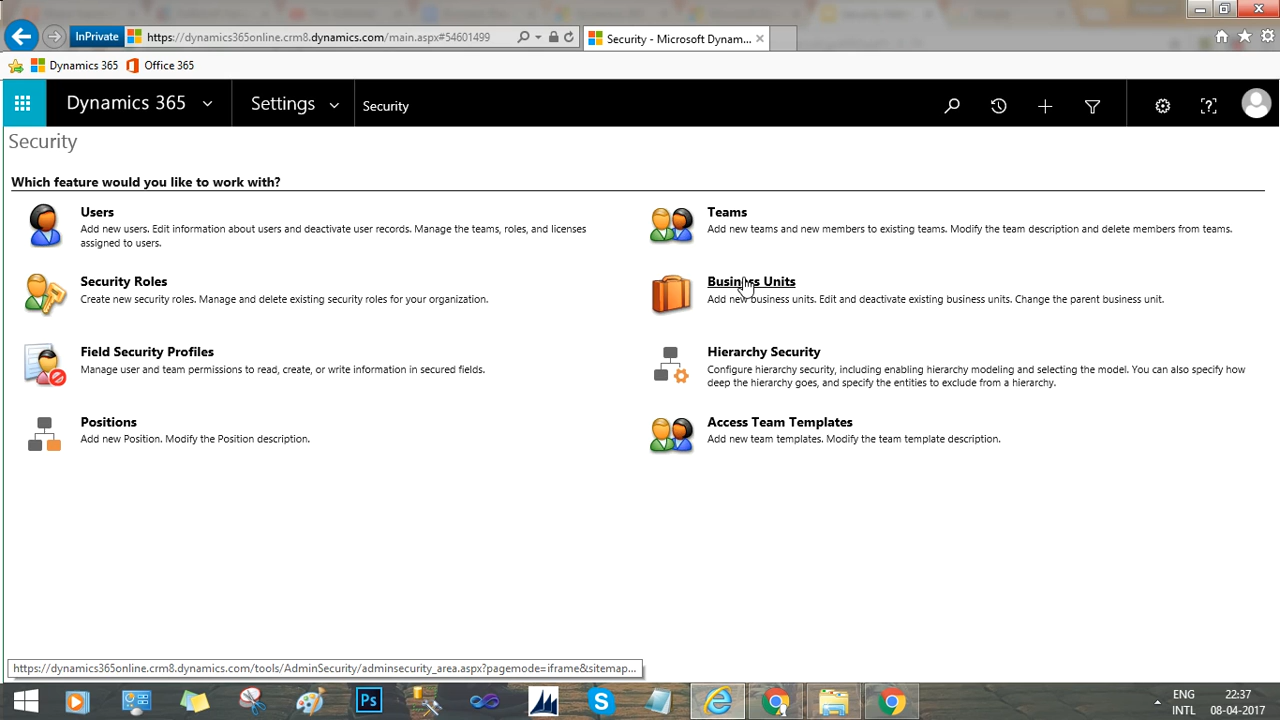 InPrivate
https://dynamics365online.crm8.dynamics.com/main.aspx#54601499
Security - Microsoft Dynam...
Dynamics 365
Office 365
Dynamics 365
Settings
Security
Security
Which feature would you like to work with?
Users
Add new users. Edit information about users and deactivate user records. Manage the teams, roles, and licenses
assigned to users.
Teams
Add new teams and new members to existing teams. Modify the team description and delete members from teams.
Security Roles
Create new security roles. Manage and delete existing security roles for your organization.
Business Units
Add new business units. Edit and deactivate existing business units. Change the parent business unit.
Field Security Profiles
Manage user and team permissions to read, create, or write information in secured fields.
Hierarchy Security
Configure hierarchy security, including enabling hierarchy modeling and selecting the model. You can also specify how
deep the hierarchy goes, and specify the entities to exclude from a hierarchy.
Positions
Add new Position. Modify the Position description.
Access Team Templates
Add new team templates. Modify the team template description.
https://dynamics365online.crm8.dynamics.com/tools/AdminSecurity/adminsecurity_area.aspx?pagemode=iframe&sitemap...
Ps
ENG
INTL
22:37
08-04-2017